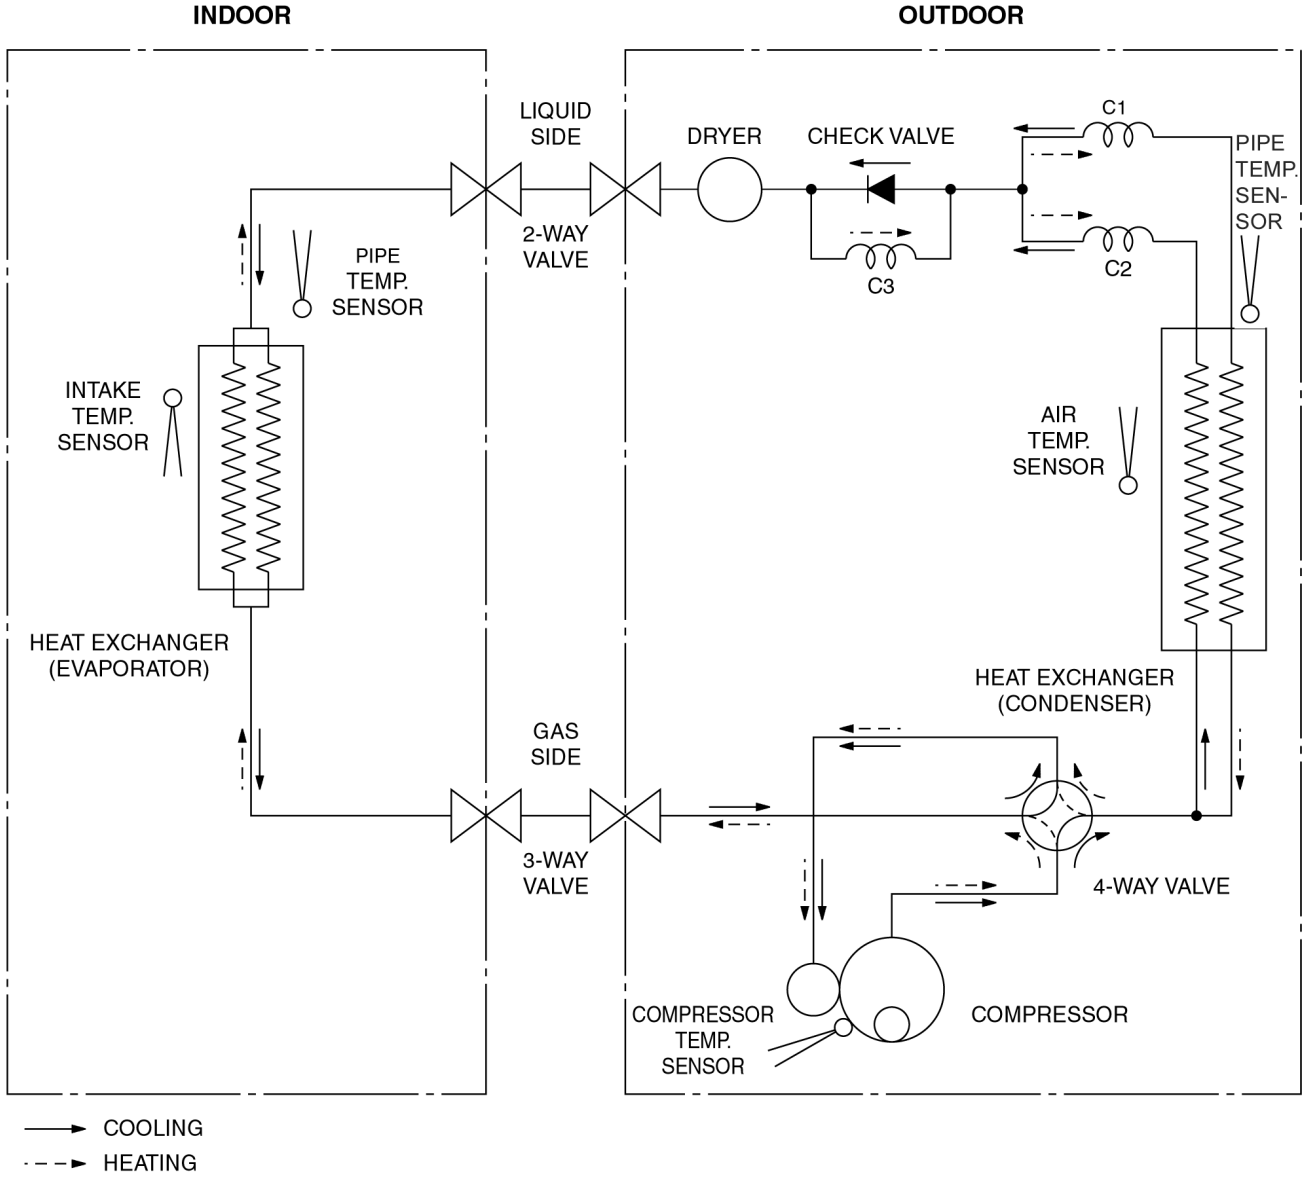 INDOOR
OUTDOOR
LIQUID
SIDE
DRYER
CHECK VALVE
C1
PIPE
TEMP.
SEN-
SOR
2-WAY
VALVE
C3
C2
PIPE
TEMP.
SENSOR
INTAKE
TEMP.
SENSOR
AIR
TEMP.
SENSOR
HEAT EXCHANGER
(EVAPORATOR)
HEAT EXCHANGER
(CONDENSER)
GAS
SIDE
3-WAY
VALVE
4-WAY VALVE
COMPRESSOR
TEMP.
SENSOR
COMPRESSOR
COOLING
HEATING